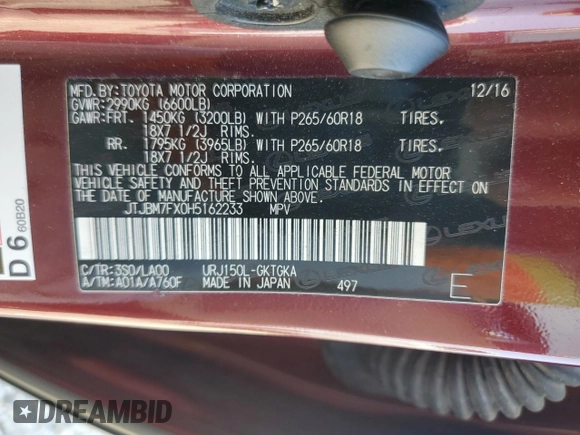 MFD.BY:TOYOTA MOTOR CORPORATION 12/16
GVWR:2990KG (6600LB)
GAWR:FRT. 1450KG (3200LB) WITH P265/60R18 TIRES.
18X7 1/2J RIMS.
RR. 1795KG (3965LB) WITH P265/60R18 TIRES.
18X7 1/2J RIMS.
THIS VEHICLE CONFORMS TO ALL APPLICABLE FEDERAL MOTOR
VEHICLE SAFETY AND THEFT PREVENTION STANDARDS IN EFFECT
ON THE DATE OF MANUFACTURE SHOWN ABOVE.
JTJBM7FX0H5162233 MPV
C/TR:3S0/LA00 URJ150L-GKTGKA
A/TM:A01A/A760F MADE IN JAPAN 497 E
D6 60B20
LEXUS
DREAMBID